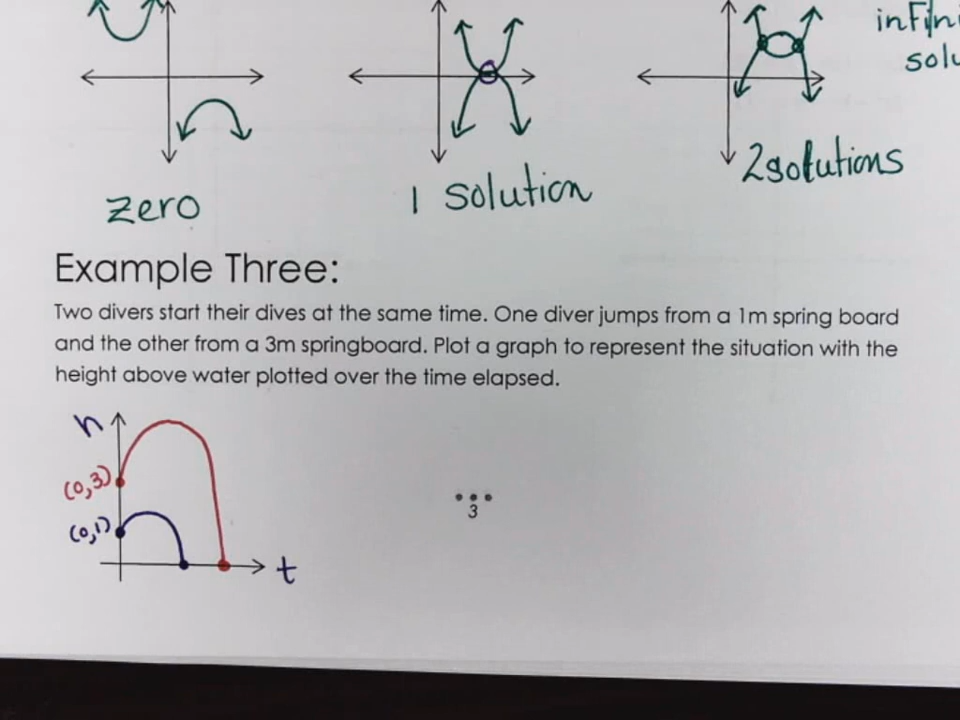 zero
1 solution
2 solutions
Example Three:
Two divers start their dives at the same time. One diver jumps from a 1m spring board
and the other from a 3m springboard. Plot a graph to represent the situation with the
height above water plotted over the time elapsed.
h
(0,3)
(0,1)
t
3